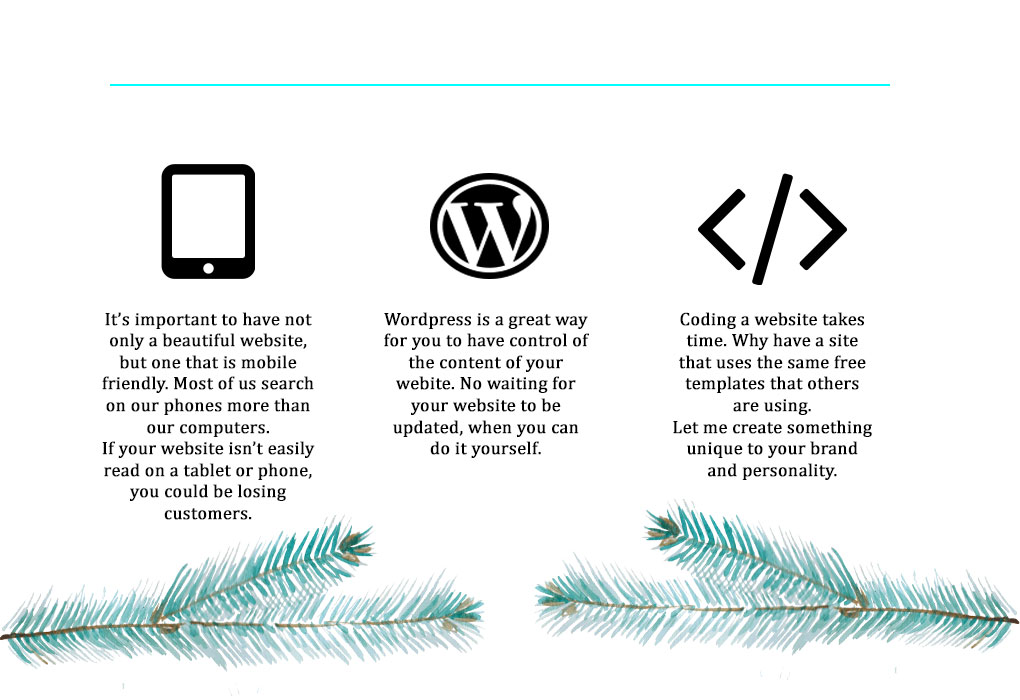 It’s important to have not
only a beautiful website,
but one that is mobile
friendly. Most of us search
on our phones more than
our computers.
If your website isn’t easily
read on a tablet or phone,
you could be losing
customers.
Wordpress is a great way
for you to have control of
the content of your
webite. No waiting for
your website to be
updated, when you can
do it yourself.
Coding a website takes
time. Why have a site
that uses the same free
templates that others
are using.
Let me create something
unique to your brand
and personality.